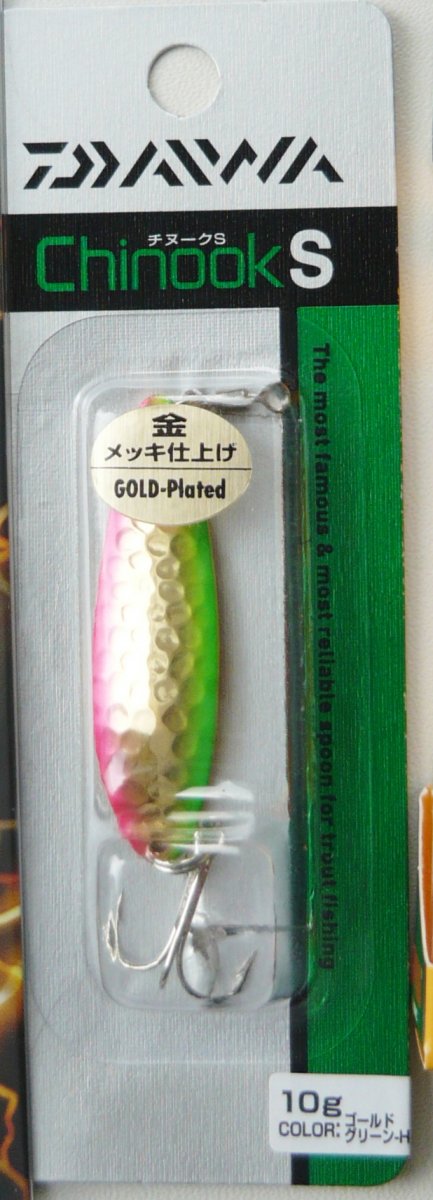 DAIWA
チヌークS
Chinook S
金
メッキ仕上げ
GOLD-Plated
The most famous & most reliable spoon for trout fishing
10g
COLOR: ゴールド
グリーン-H